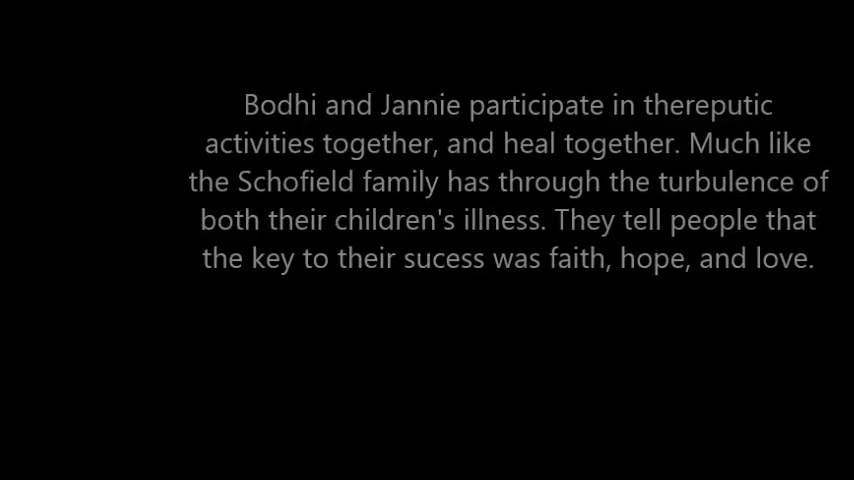 Bodhi and Jannie participate in thereputic
activities together, and heal together. Much like
the Schofield family has through the turbulence of
both their children's illness. They tell people that
the key to their sucess was faith, hope, and love.